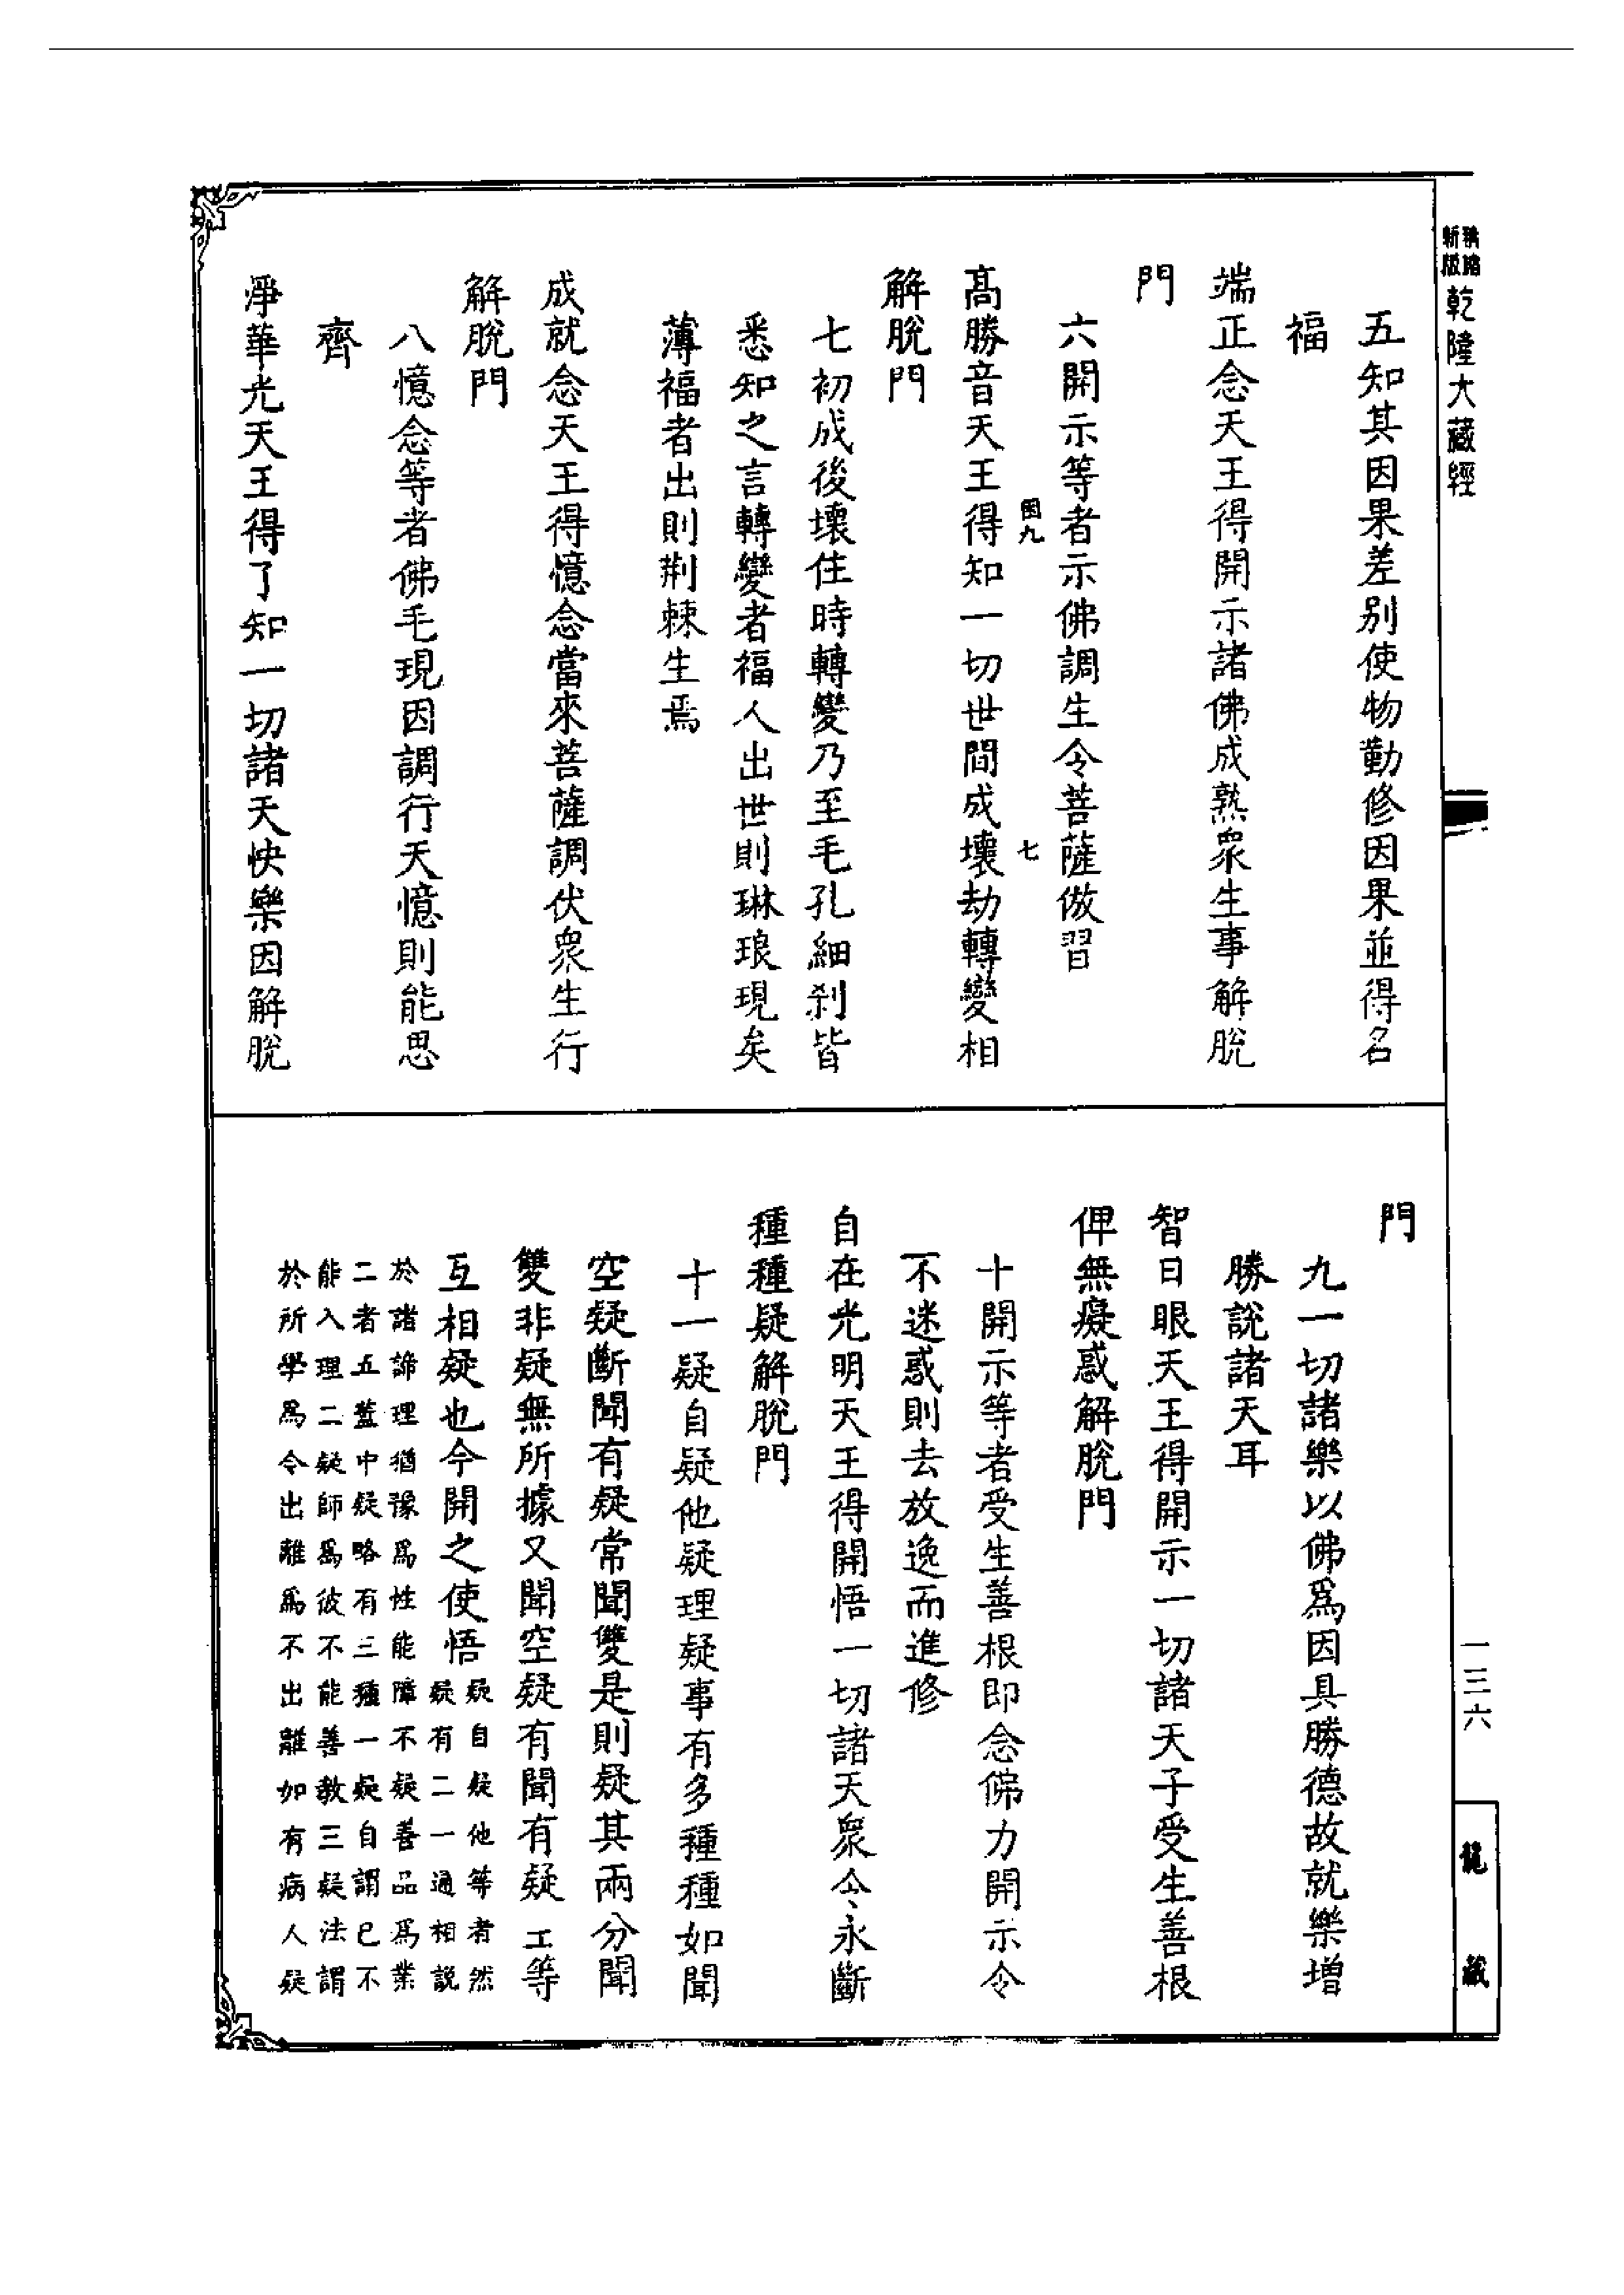 乾隆大藏經
五知其因果差別使物勤修因果並得名
福
端正念天王得開示諸佛成熟衆生事解脫
門
六開示等者示佛調生令菩薩倣習
七
高勝音天王得知一切世間成壞劫轉變相
解脫門
七初成後壞住時轉變乃至毛孔細刹皆
悉知之言轉變者福人出世則琳琅現矣
薄福者出則荆棘生焉
成就念天王得憶念當來菩薩調伏衆生行
解脫門
八憶念等者佛毛現因調行天憶則能思
齊
淨華光天王得了知一切諸天快樂因解脫
門
九一切諸樂以佛爲因具勝德故就樂增
勝說諸天耳
智日眼天王得開示一切諸天子受生善根
俾無癡惑解脫門
十開示等者受生善根即念佛力開示令
不迷惑則去放逸而進修
自在光明天王得開悟一切諸天衆令永斷
種種疑解脫門
十一疑自疑他疑理疑事有多種種如聞
空疑斷聞有疑常聞雙是則疑其兩分聞
雙非疑無所據又聞空疑有聞有疑工等
互相疑也今開之使悟
疑自疑他等者然
疑有二一通相說
於諸諦理猶豫爲性能障不疑善品爲業
二者五蓋中疑略有三種一疑自謂己不
能入理二疑師爲彼不能善教三疑法謂
於所學爲令出離爲不出離如有病人疑
一三六
龍藏